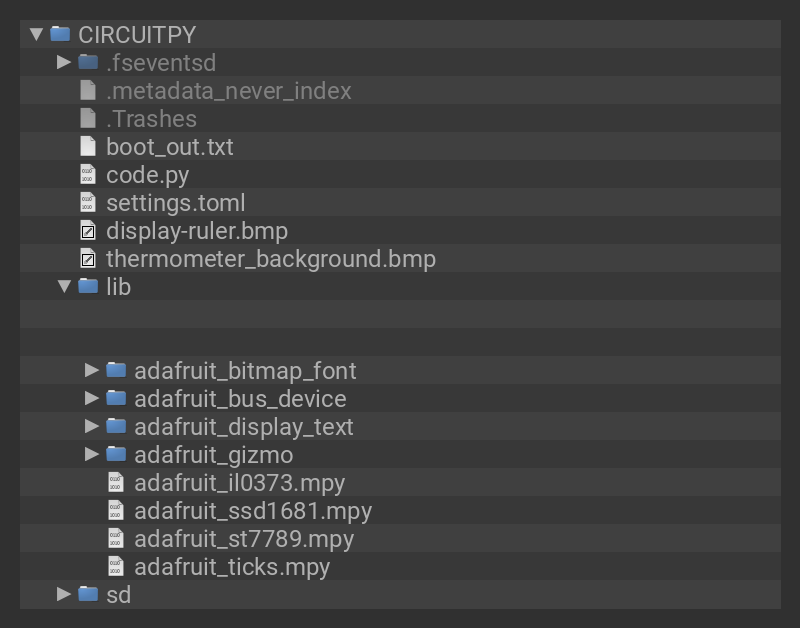 CIRCUITPY
.fseventsd
.metadata_never_index
.Trashes
boot_out.txt
code.py
settings.toml
display-ruler.bmp
thermometer_background.bmp
lib
adafruit_bitmap_font
adafruit_bus_device
adafruit_display_text
adafruit_gizmo
adafruit_il0373.mpy
adafruit_ssd1681.mpy
adafruit_st7789.mpy
adafruit_ticks.mpy
sd